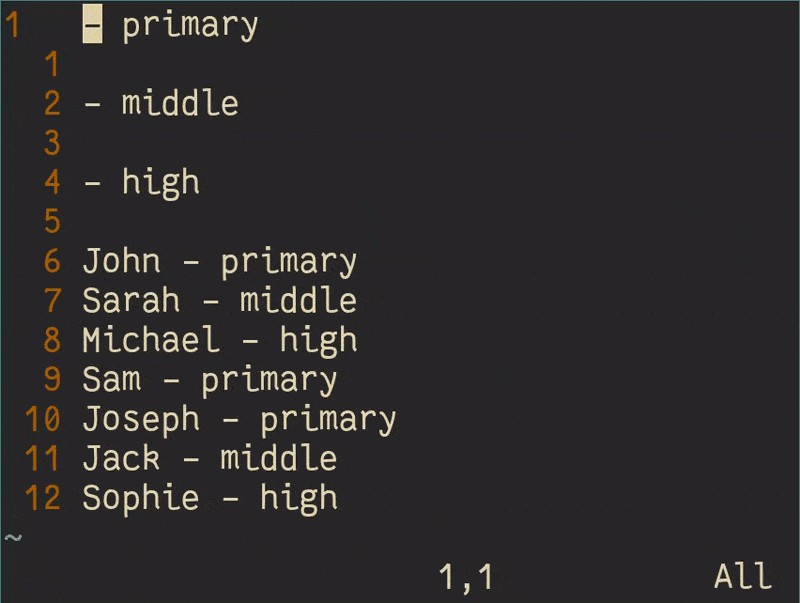 1 - primary
1
2 - middle
3
4 - high
5
6 John - primary
7 Sarah - middle
8 Michael - high
9 Sam - primary
10 Joseph - primary
11 Jack - middle
12 Sophie - high
~
1,1 All